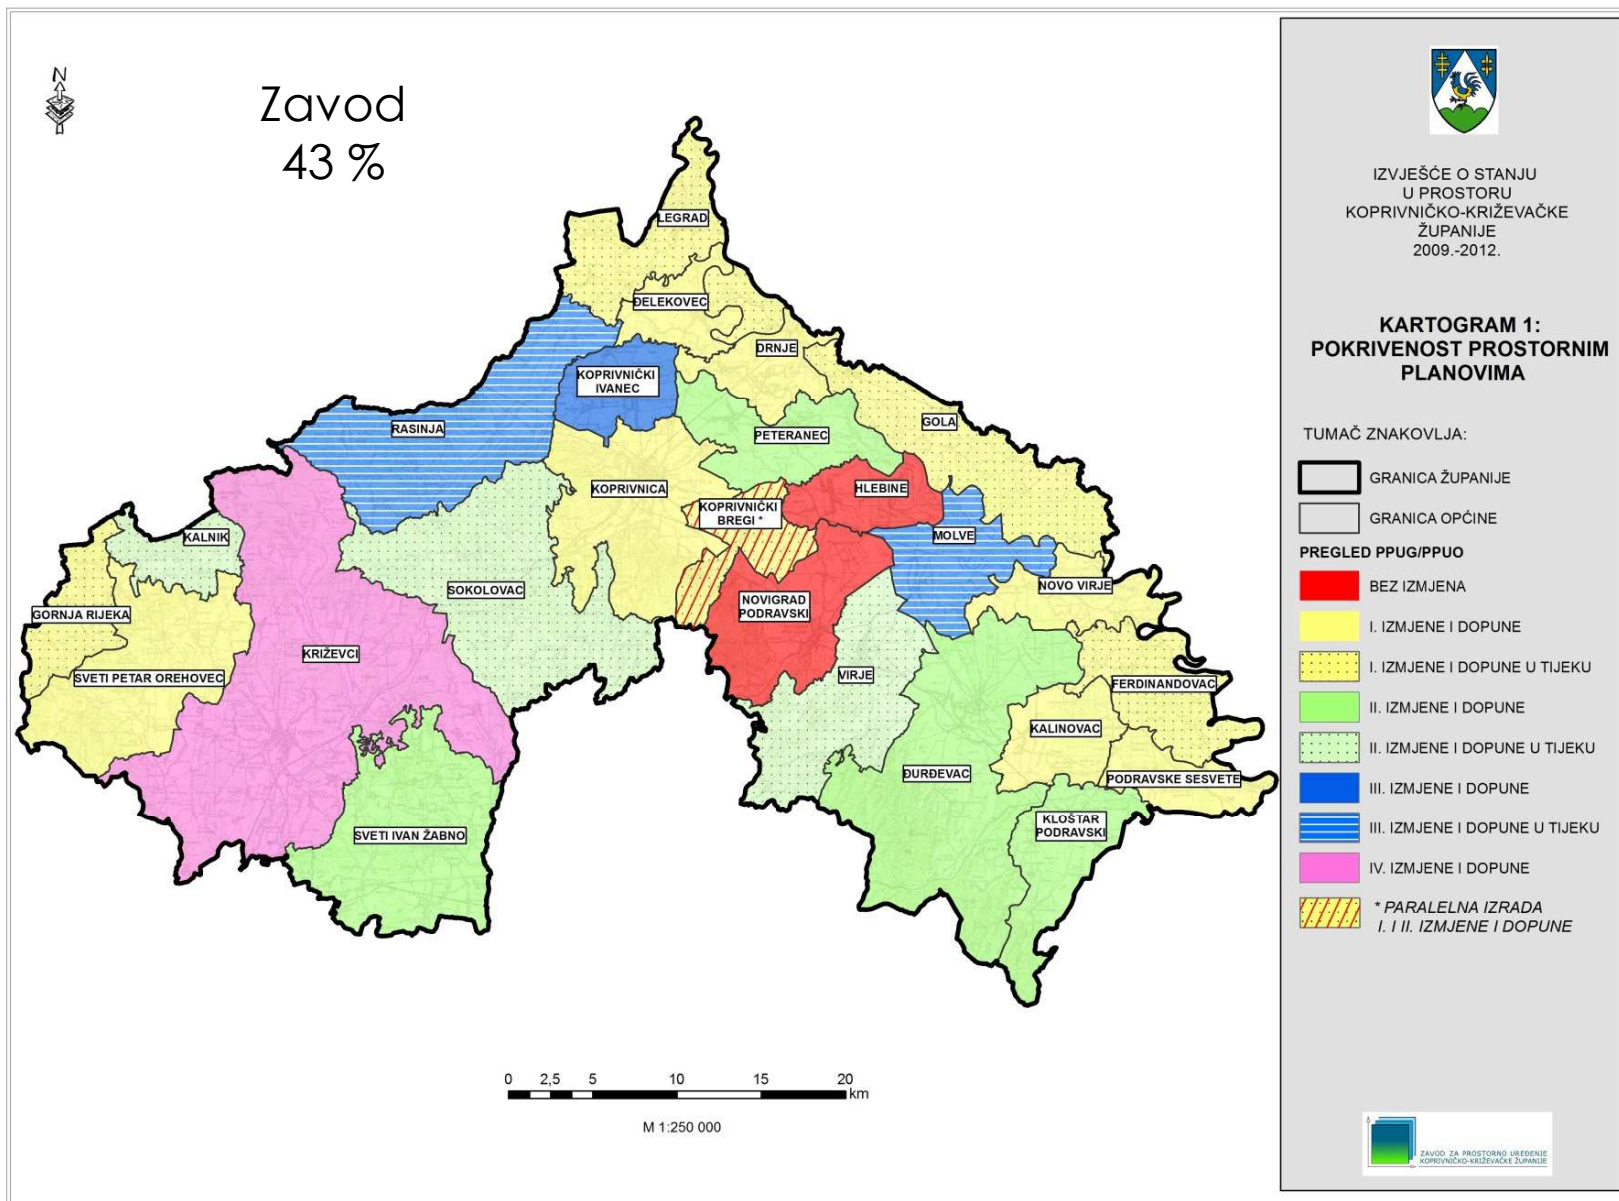 N
Zavod
43 %
LEGRAD
ĐELEKOVEC
DRNJE
KOPRIVNIČKI
IVANEC
GOLA
RASINJA
PETERANEC
KOPRIVNICA
HLEBINE
KOPRIVNIČKI
BREGI *
KALNIK
MOLVE
SOKOLOVAC
NOVO VIRJE
NOVIGRAD
PODRAVSKI
GORNJA RIJEKA
KRIŽEVCI
SVETI PETAR OREHOVEC
VIRJE
FERDINANDOVAC
KALINOVAC
ĐURĐEVAC
PODRAVSKE SESVETE
KLOŠTAR
PODRAVSKI
SVETI IVAN ŽABNO
0 2,5 5 10 15 20
km
M 1:250 000
IZVJEŠĆE O STANJU
U PROSTORU
KOPRIVNIČKO-KRIŽEVAČKE
ŽUPANIJE
2009.-2012.
KARTOGRAM 1:
POKRIVENOST PROSTORNIM
PLANOVIMA
TUMAČ ZNAKOVLJA:
GRANICA ŽUPANIJE
GRANICA OPĆINE
PREGLED PPUG/PPUO
BEZ IZMJENA
I. IZMJENE I DOPUNE
I. IZMJENE I DOPUNE U TIJEKU
II. IZMJENE I DOPUNE
II. IZMJENE I DOPUNE U TIJEKU
III. IZMJENE I DOPUNE
III. IZMJENE I DOPUNE U TIJEKU
IV. IZMJENE I DOPUNE
* PARALELNA IZRADA
I. I II. IZMJENE I DOPUNE
ZAVOD ZA PROSTORNO UREĐENJE
KOPRIVNIČKO-KRIŽEVAČKE ŽUPANIJE